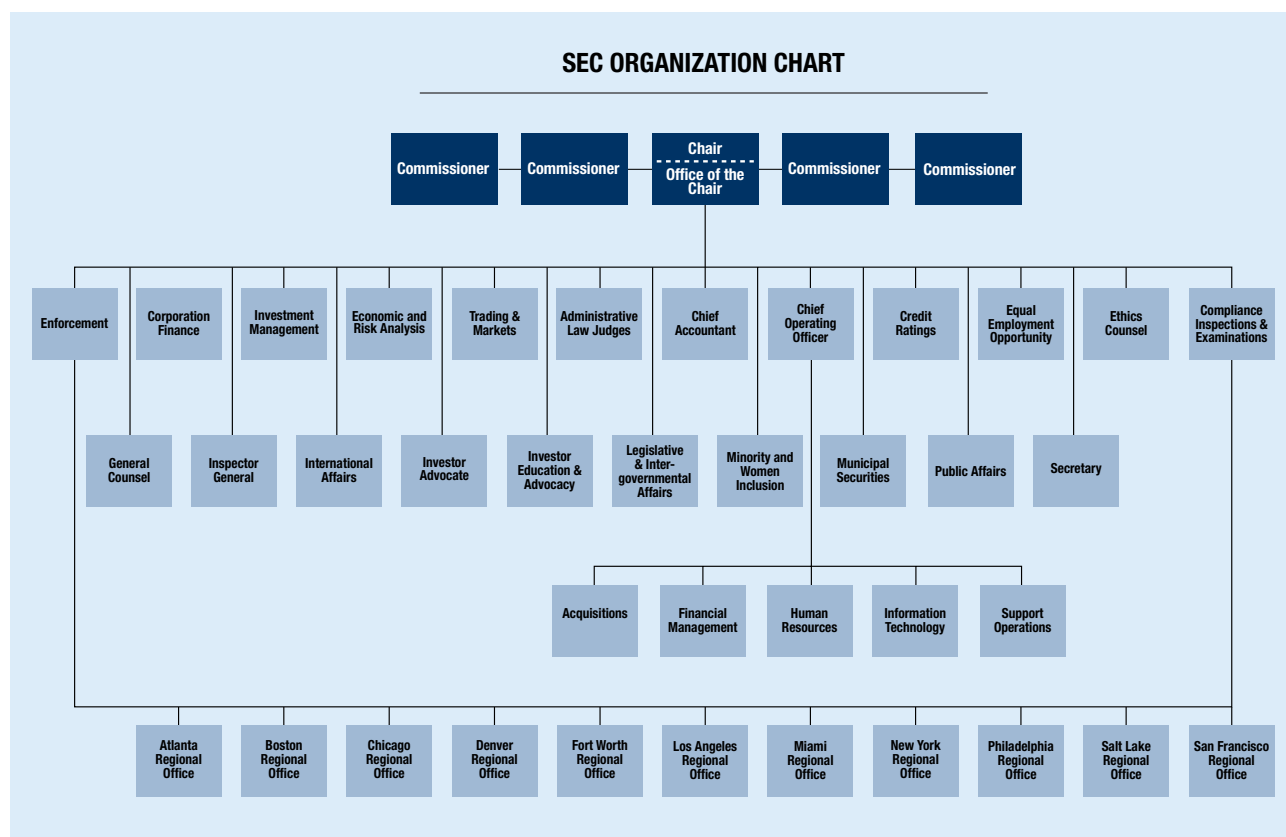 SEC ORGANIZATION CHART
Commissioner
Commissioner
Chair
Office of the
Chair
Commissioner
Commissioner
Enforcement
Corporation
Finance
Investment
Management
Economic and
Risk Analysis
Trading &
Markets
Administrative
Law Judges
Chief
Accountant
Chief
Operating
Officer
Credit
Ratings
Equal
Employment
Opportunity
Ethics
Counsel
Compliance
Inspections &
Examinations
General
Counsel
Inspector
General
International
Affairs
Investor
Advocate
Investor
Education &
Advocacy
Legislative
& Inter-
governmental
Affairs
Minority and
Women
Inclusion
Municipal
Securities
Public Affairs
Secretary
Acquisitions
Financial
Management
Human
Resources
Information
Technology
Support
Operations
Atlanta
Regional
Office
Boston
Regional
Office
Chicago
Regional
Office
Denver
Regional
Office
Fort Worth
Regional
Office
Los Angeles
Regional
Office
Miami
Regional
Office
New York
Regional
Office
Philadelphia
Regional
Office
Salt Lake
Regional
Office
San Francisco
Regional
Office